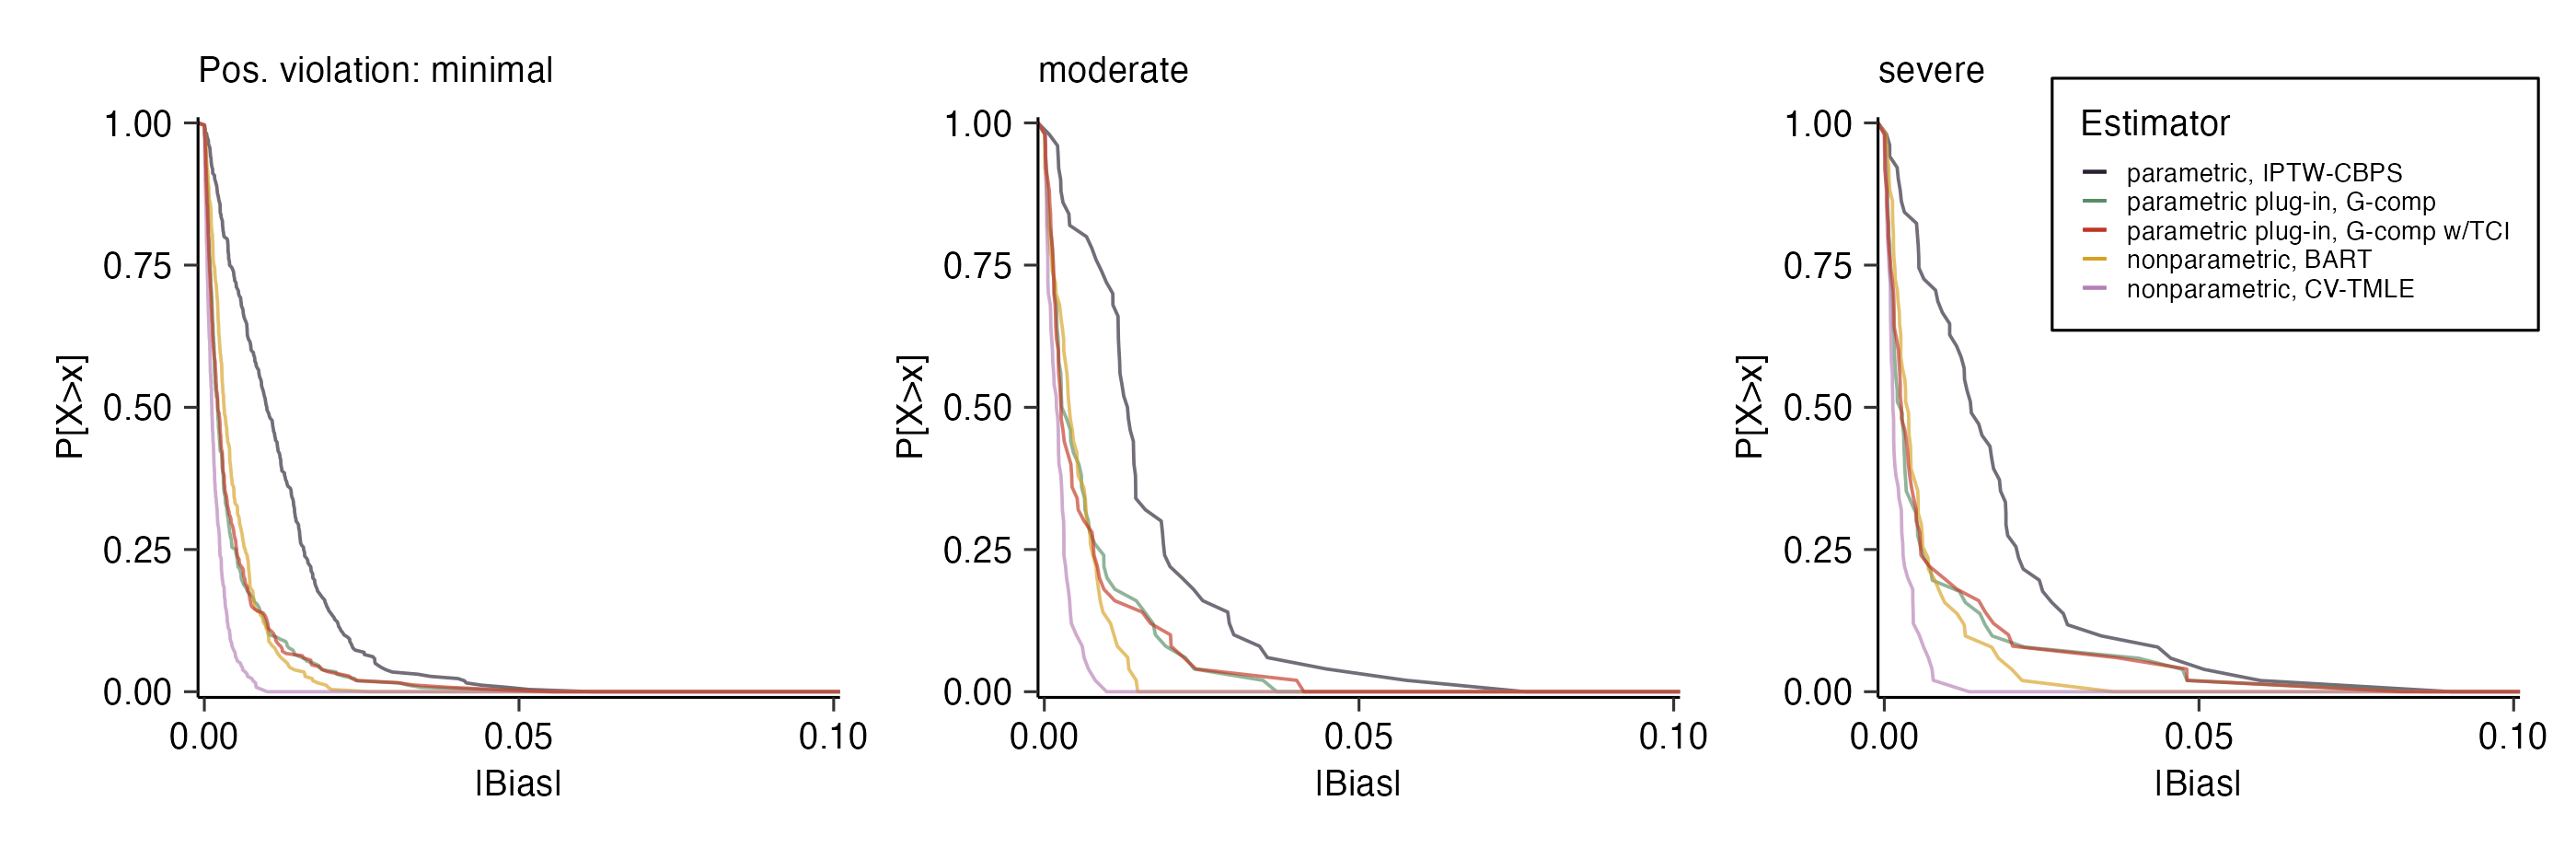 Pos. violation: minimal
1.00
0.75
0.50
0.25
0.00
P[X>x]
0.00 0.05 0.10
|Bias|
moderate
1.00
0.75
0.50
0.25
0.00
P[X>x]
0.00 0.05 0.10
|Bias|
severe
1.00
0.75
0.50
0.25
0.00
P[X>x]
0.00 0.05 0.10
|Bias|
Estimator
parametric, IPTW-CBPS
parametric plug-in, G-comp
parametric plug-in, G-comp w/TCI
nonparametric, BART
nonparametric, CV-TMLE